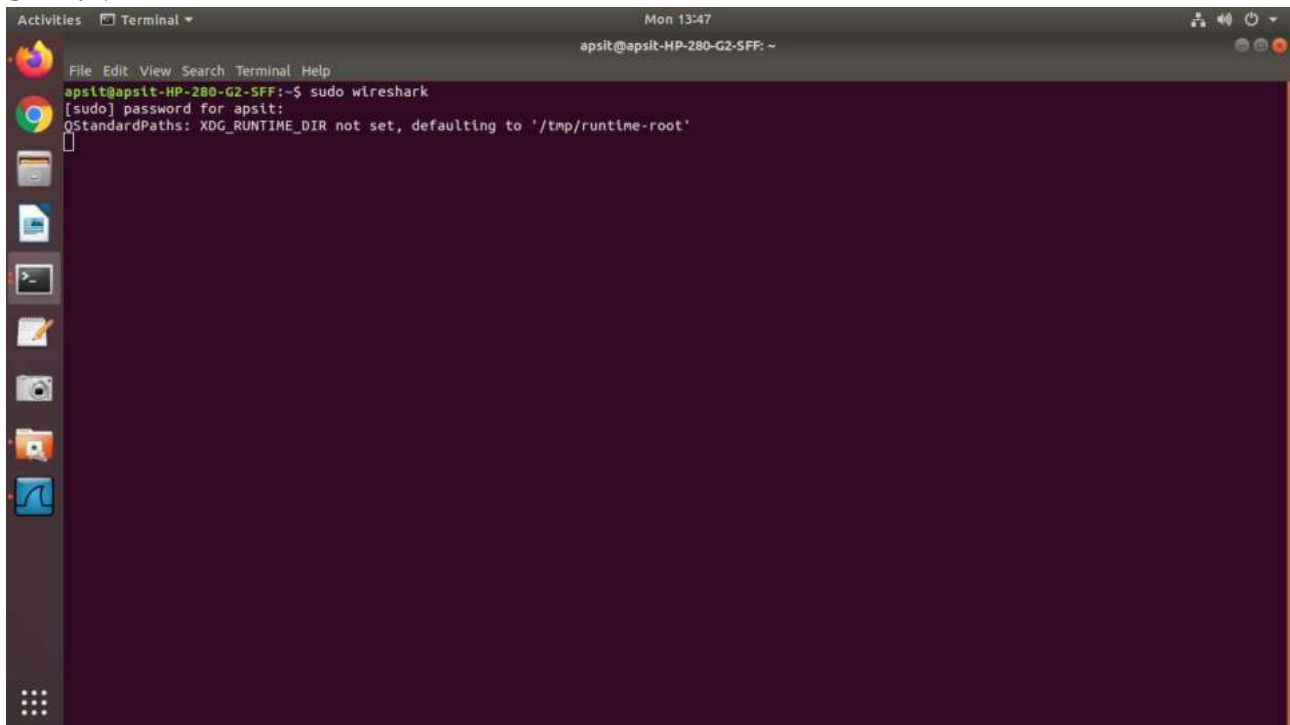 Activities Terminal Mon 13:47
apsit@apsit-HP-280-G2-SFF: ~
File Edit View Search Terminal Help
apsit@apsit-HP-280-G2-SFF:~$ sudo wireshark
[sudo] password for apsit:
QStandardPaths: XDG_RUNTIME_DIR not set, defaulting to '/tmp/runtime-root'